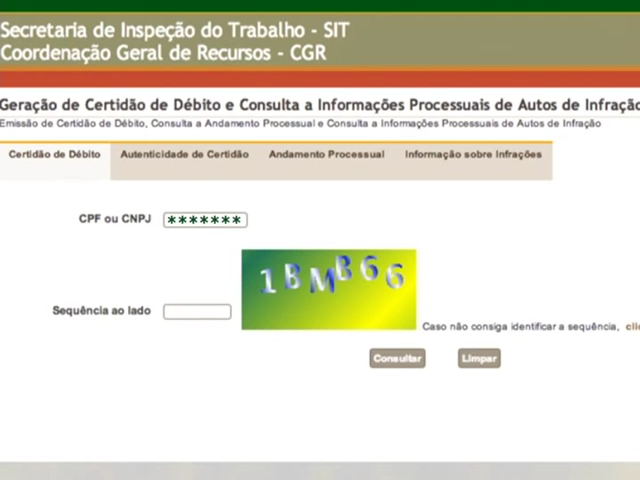 Secretaria de Inspeção do Trabalho - SIT
Coordenação Geral de Recursos - CGR
Geração de Certidão de Débito e Consulta a Informações Processuais de Autos de Infração
Emissão de Certidão de Débito, Consulta a Andamento Processual e Consulta a Informações Processuais de Autos de Infração
Certidão de Débito Autenticidade de Certidão Andamento Processual Informação sobre Infrações
CPF ou CNPJ *******
1BMB66
Sequência ao lado
Caso não consiga identificar a sequência, cli
Consultar Limpar